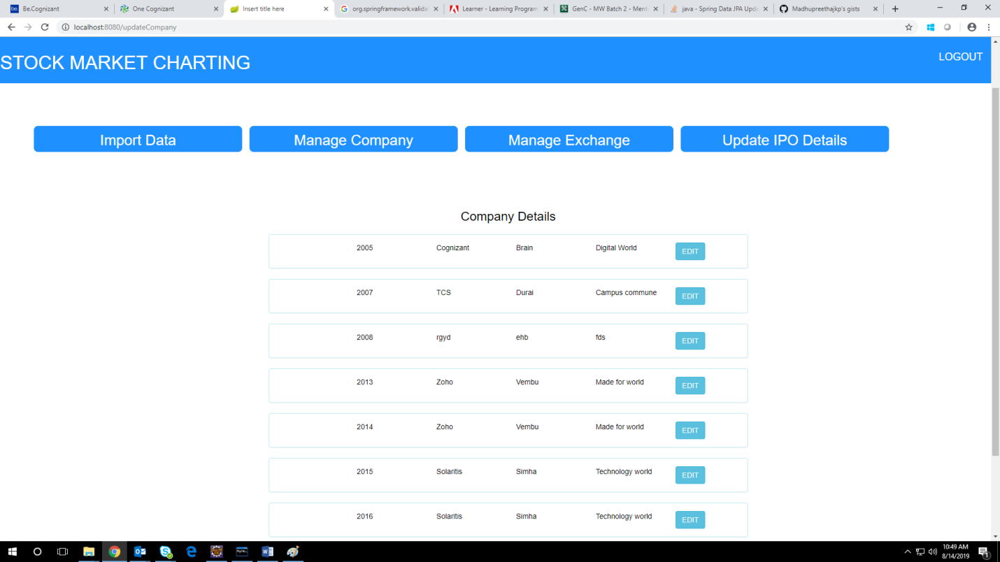 be. Be.Cognizant
One Cognizant
Insert title here
org.springframework.valida
Learner - Learning Program
GenC - MW Batch 2 - Ment
java - Spring Data JPA Upda
Madhupreethajkp's gists
localhost:8080/updateCompany
STOCK MARKET CHARTING
LOGOUT
Import Data
Manage Company
Manage Exchange
Update IPO Details
Company Details
2005 Cognizant Brain Digital World EDIT
2007 TCS Durai Campus commune EDIT
2008 rgyd ehb fds EDIT
2013 Zoho Vembu Made for world EDIT
2014 Zoho Vembu Made for world EDIT
2015 Solaritis Simha Technology world EDIT
2016 Solaritis Simha Technology world EDIT
10:49 AM
8/14/2019
1